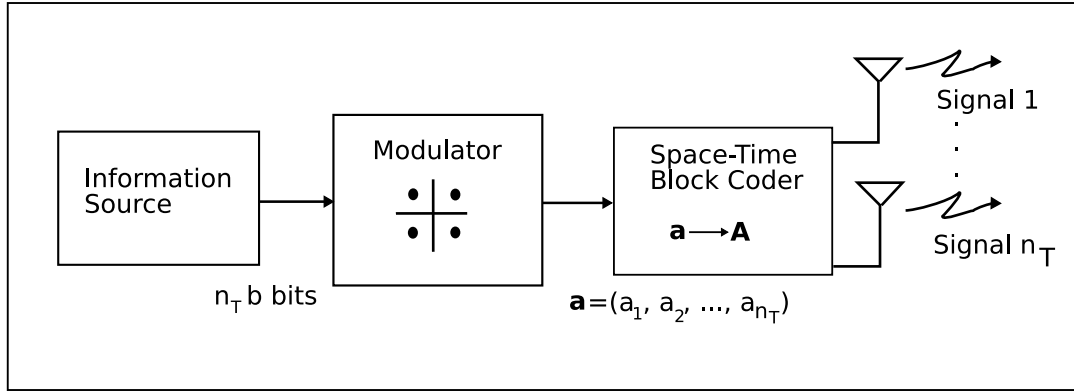 Information
Source
n_T b bits
Modulator
a=(a_1, a_2, ..., a_{n_T})
Space-Time
Block Coder
a → A
Signal 1
Signal n_T